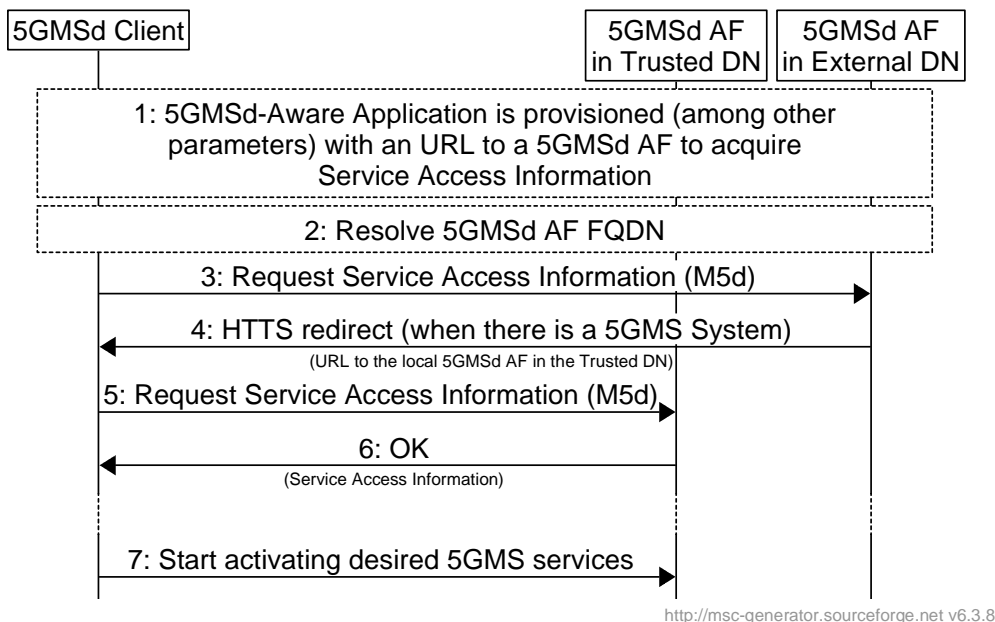 5GMSd Client
5GMSd AF
in Trusted DN
5GMSd AF
in External DN
1: 5GMSd-Aware Application is provisioned (among other
parameters) with an URL to a 5GMSd AF to acquire
Service Access Information
2: Resolve 5GMSd AF FQDN
3: Request Service Access Information (M5d)
4: HTTS redirect (when there is a 5GMS System)
(URL to the local 5GMSd AF in the Trusted DN)
5: Request Service Access Information (M5d)
6: OK
(Service Access Information)
7: Start activating desired 5GMS services
http://msc-generator.sourceforge.net v6.3.8